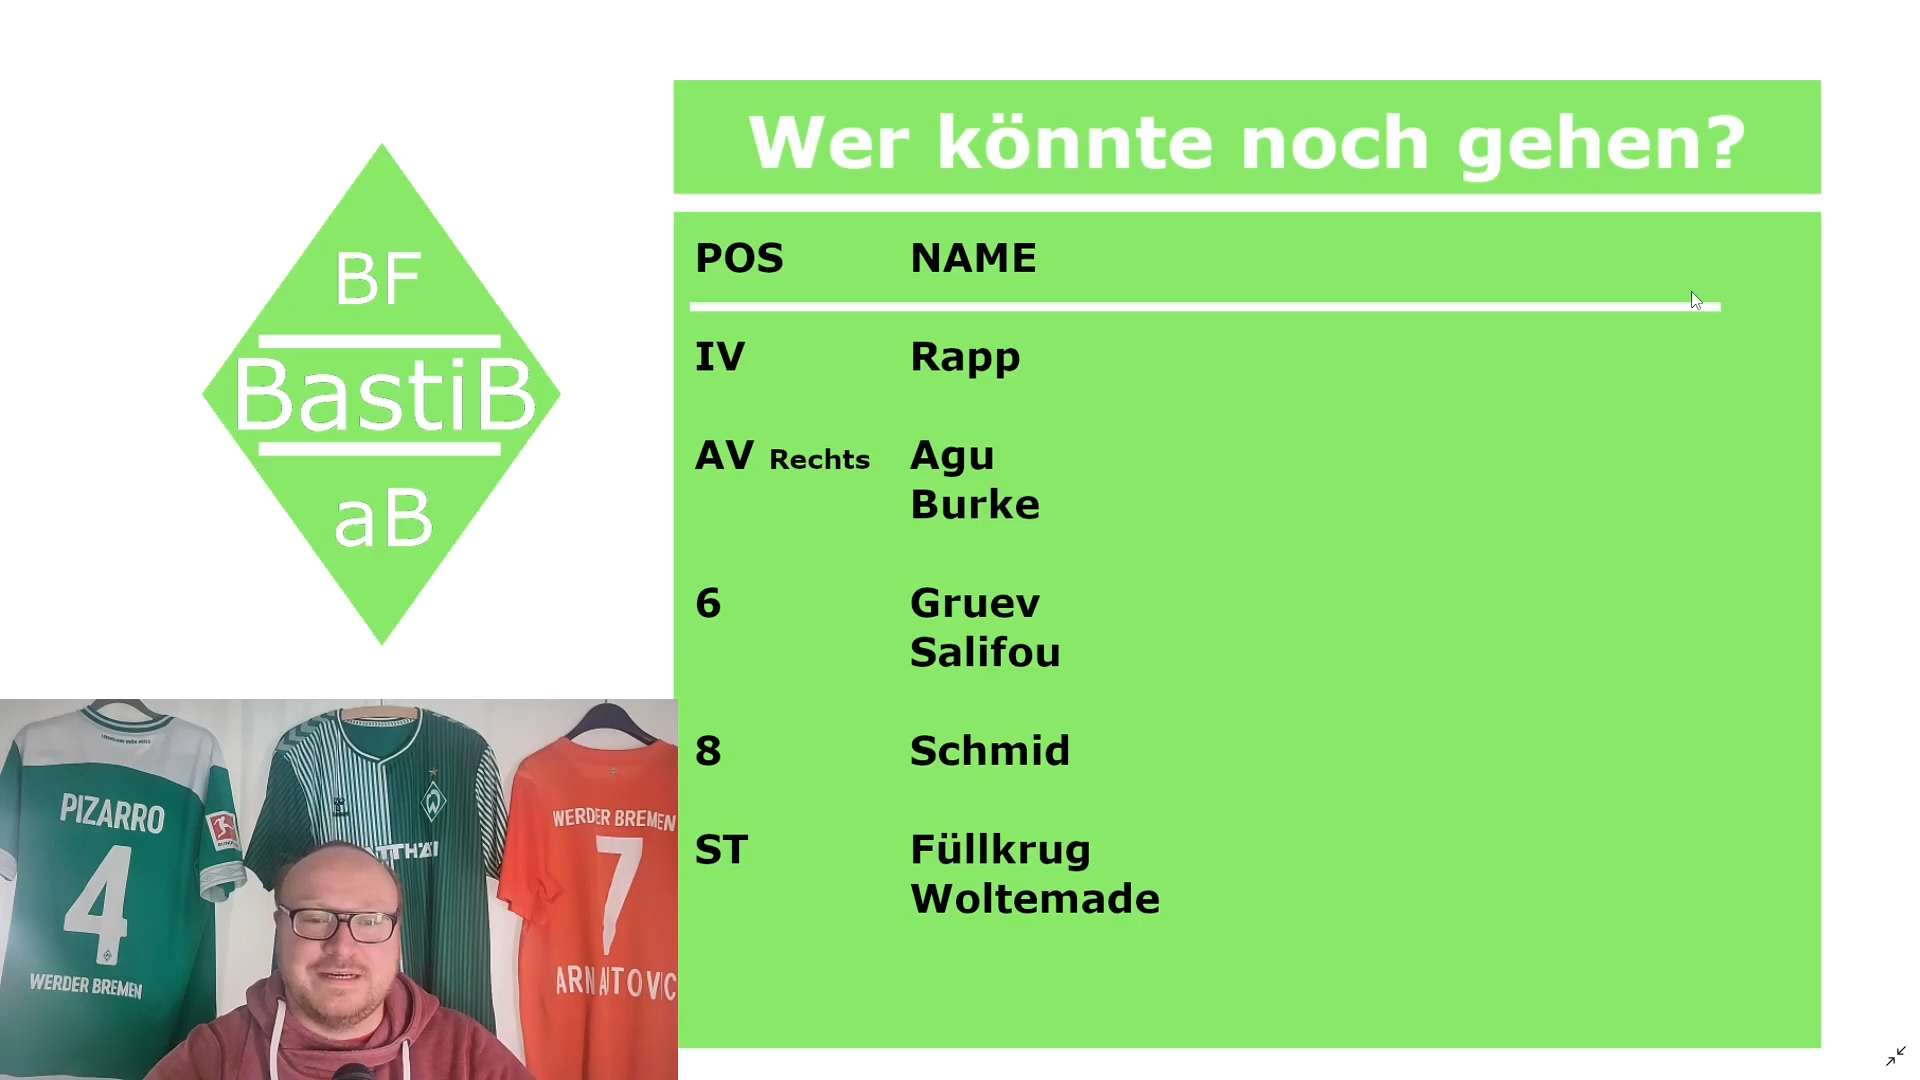 Wer könnte noch gehen?
BF
BastiB
aB
POS NAME
IV Rapp
AV Rechts Agu
Burke
6 Gruev
Salifou
8 Schmid
ST Füllkrug
Woltemade
PIZARRO
4
WERDER BREMEN
WERDER BREMEN
7
ARNAUTOVIC